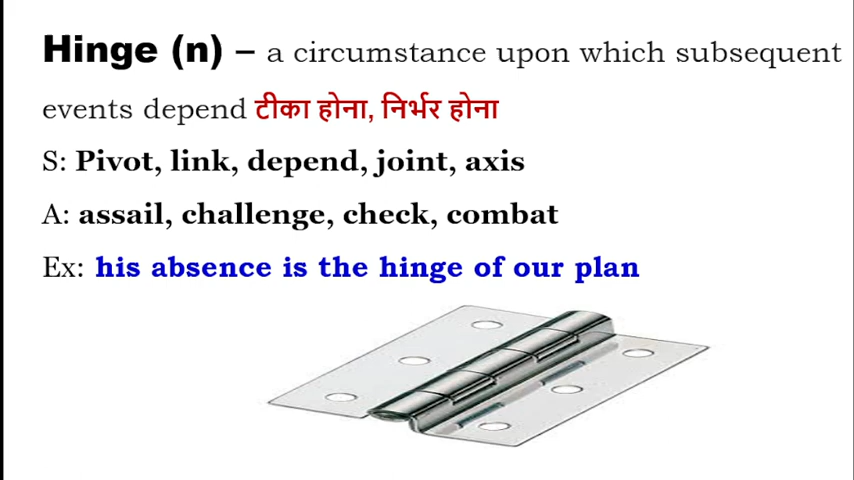 Hinge (n) – a circumstance upon which subsequent
events depend टीका होना, निर्भर होना
S: Pivot, link, depend, joint, axis
A: assail, challenge, check, combat
Ex: his absence is the hinge of our plan